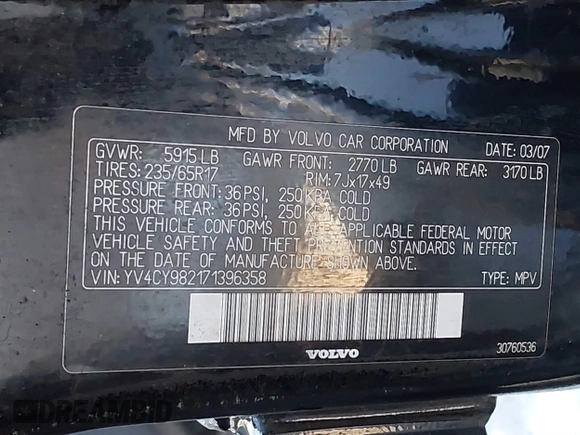 MFD BY VOLVO CAR CORPORATION DATE: 03/07
GVWR: 5915 LB GAWR FRONT: 2770 LB GAWR REAR: 3170 LB
TIRES: 235/65R17 RIM: 7Jx17x49
PRESSURE FRONT: 36 PSI, 250 KPA COLD
PRESSURE REAR: 36 PSI, 250 KPA COLD
THIS VEHICLE CONFORMS TO ALL APPLICABLE FEDERAL MOTOR
VEHICLE SAFETY AND THEFT PREVENTION STANDARDS IN EFFECT
ON THE DATE OF MANUFACTURE SHOWN ABOVE.
VIN: YV4CY982171396358 TYPE: MPV
30760536
VOLVO
DREAMBID